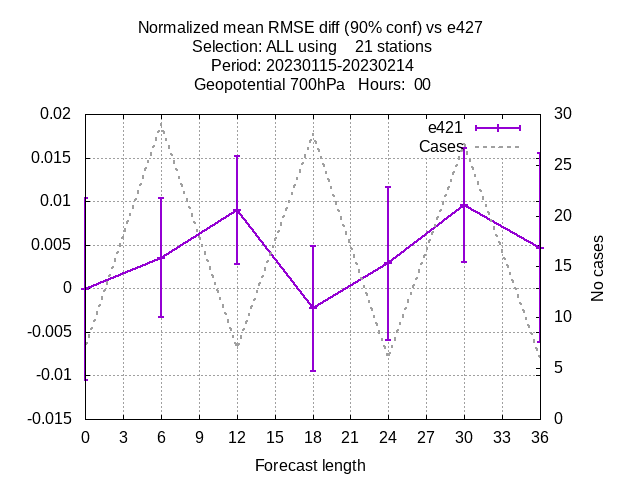 Normalized mean RMSE diff (90% conf) vs e427
Selection: ALL using    21 stations
Period: 20230115-20230214
Geopotential 700hPa   Hours:  00
e421
Cases
0.02
0.015
0.01
0.005
0
-0.005
-0.01
-0.015
30
25
20
15
10
5
0
No cases
0 3 6 9 12 15 18 21 24 27 30 33 36
Forecast length